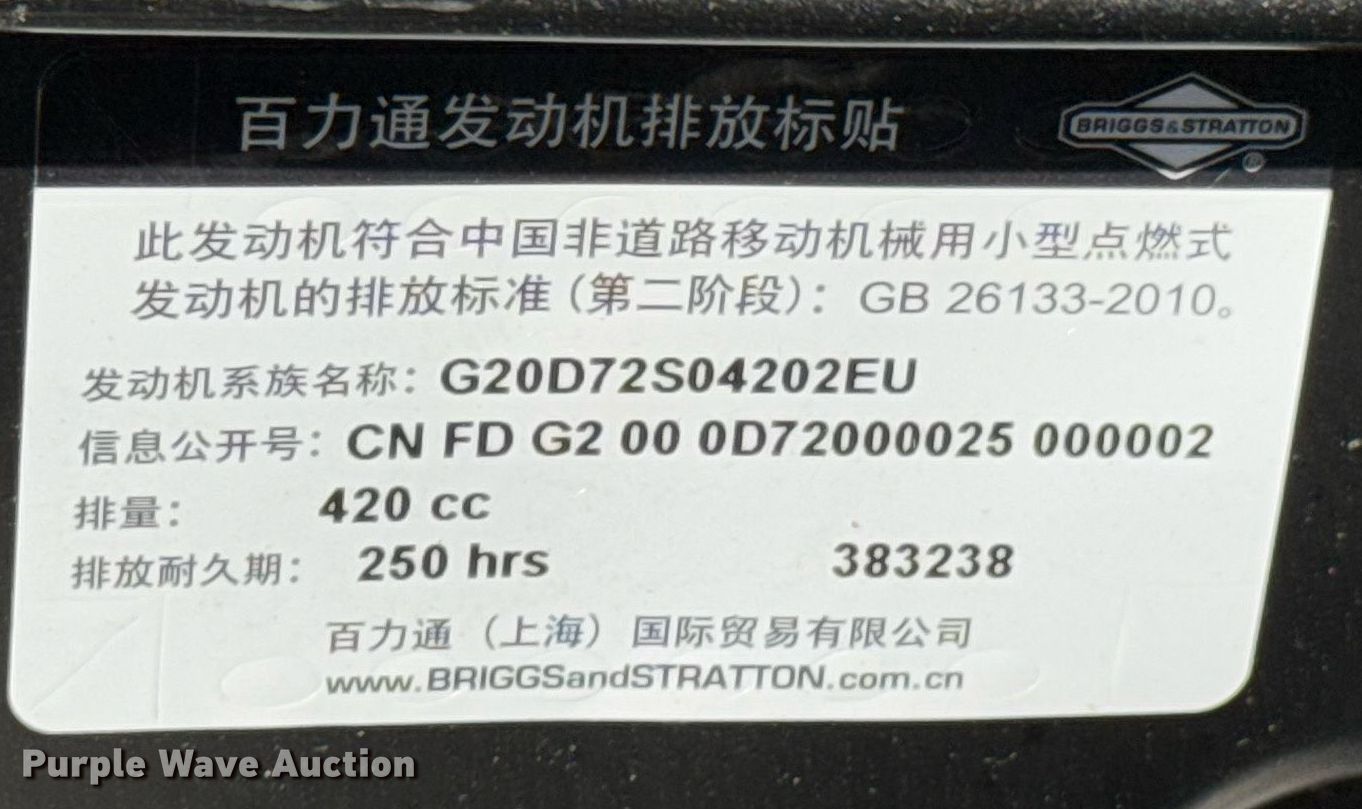 百力通发动机排放标贴
BRIGGS&STRATTON
®
此发动机符合中国非道路移动机械用小型点燃式
发动机的排放标准(第二阶段)：GB 26133-2010。
发动机系族名称：G20D72S04202EU
信息公开号：CN FD G2 00 0D72000025 000002
排量： 420 cc
排放耐久期： 250 hrs 383238
百力通（上海）国际贸易有限公司
www.BRIGGSandSTRATTON.com.cn
Purple Wave Auction